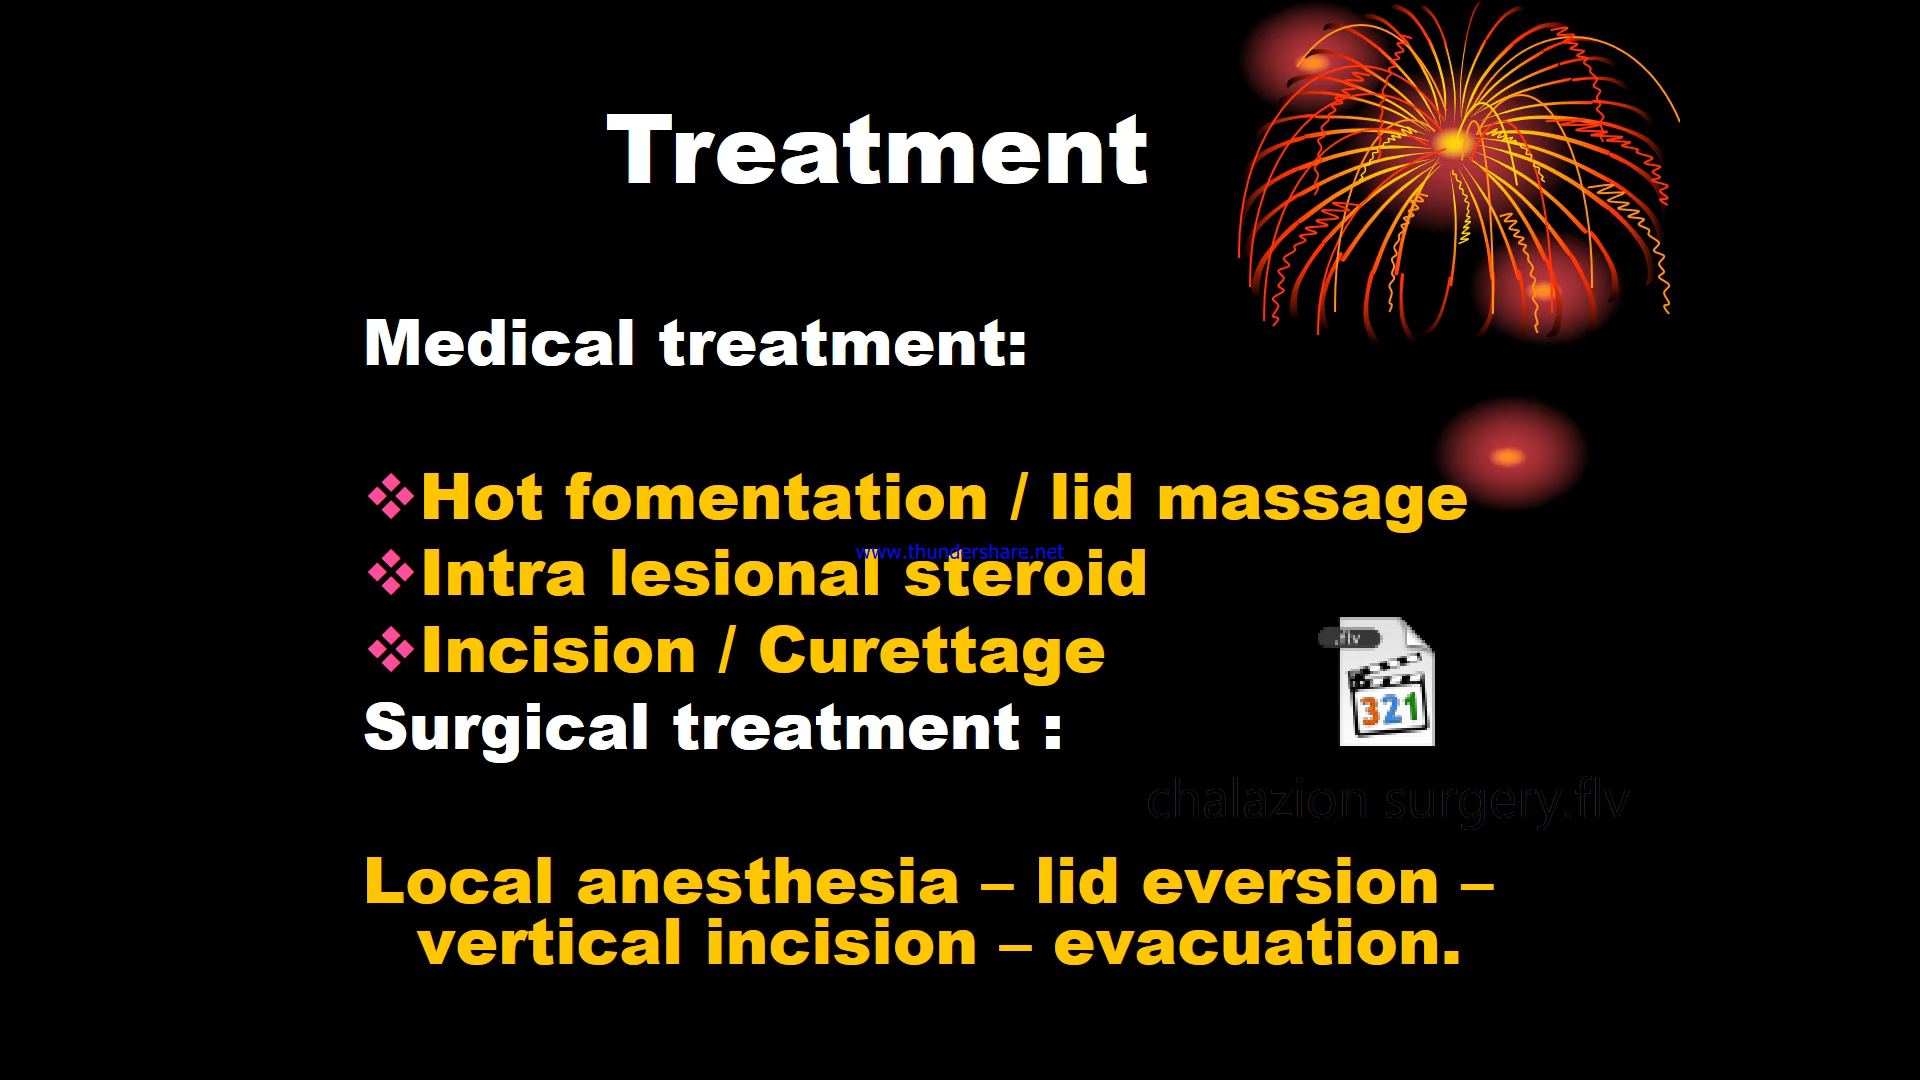 Treatment
Medical treatment:
❖Hot fomentation / lid massage
www.thundershare.net
❖Intra lesional steroid
❖Incision / Curettage
.flv
321
Surgical treatment :
chalazion surgery.flv
Local anesthesia – lid eversion –
vertical incision – evacuation.